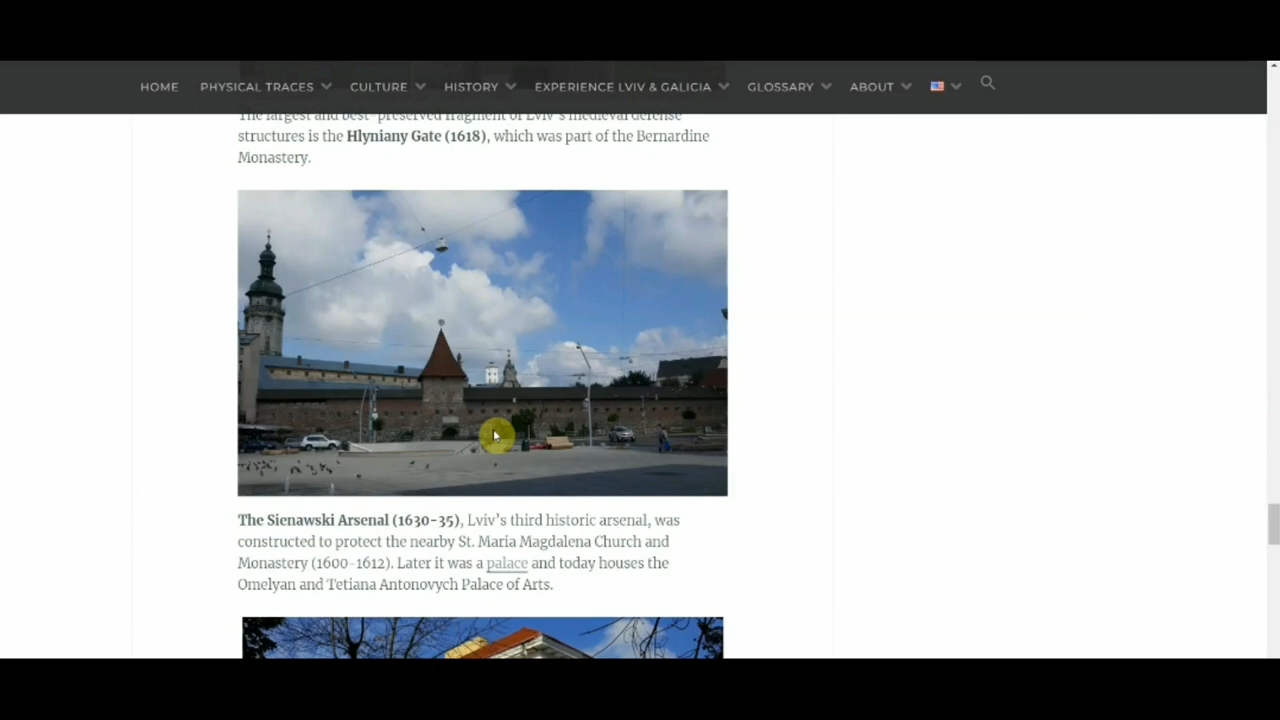 HOME PHYSICAL TRACES CULTURE HISTORY EXPERIENCE LVIV & GALICIA GLOSSARY ABOUT
The largest and best-preserved fragment of Lviv's medieval defense
structures is the Hlyniany Gate (1618), which was part of the Bernardine
Monastery.
The Sienawski Arsenal (1630-35), Lviv's third historic arsenal, was
constructed to protect the nearby St. Maria Magdalena Church and
Monastery (1600-1612). Later it was a palace and today houses the
Omelyan and Tetiana Antonovych Palace of Arts.